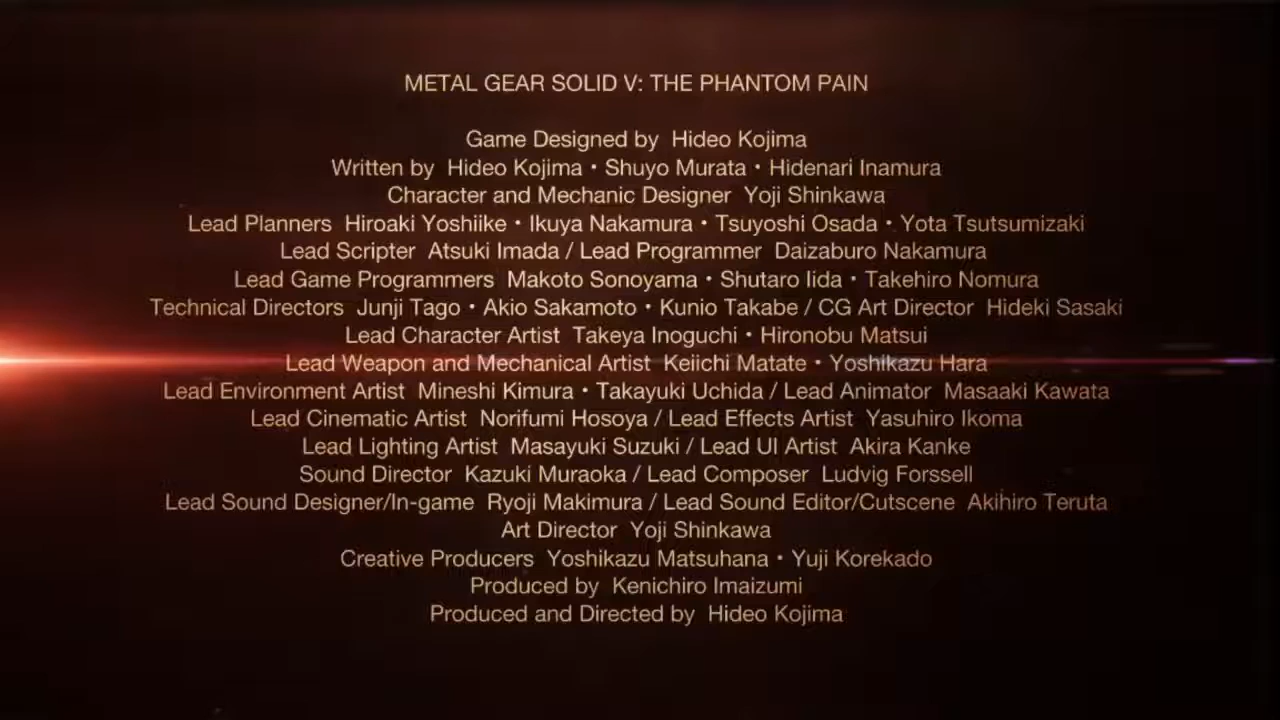 METAL GEAR SOLID V: THE PHANTOM PAIN
Game Designed by Hideo Kojima
Written by Hideo Kojima・Shuyo Murata・Hidenari Inamura
Character and Mechanic Designer Yoji Shinkawa
Lead Planners Hiroaki Yoshiike・Ikuya Nakamura・Tsuyoshi Osada・Yota Tsutsumizaki
Lead Scripter Atsuki Imada / Lead Programmer Daizaburo Nakamura
Lead Game Programmers Makoto Sonoyama・Shutaro Iida・Takehiro Nomura
Technical Directors Junji Tago・Akio Sakamoto・Kunio Takabe / CG Art Director Hideki Sasaki
Lead Character Artist Takeya Inoguchi・Hironobu Matsui
Lead Weapon and Mechanical Artist Keiichi Matate・Yoshikazu Hara
Lead Environment Artist Mineshi Kimura・Takayuki Uchida / Lead Animator Masaaki Kawata
Lead Cinematic Artist Norifumi Hosoya / Lead Effects Artist Yasuhiro Ikoma
Lead Lighting Artist Masayuki Suzuki / Lead UI Artist Akira Kanke
Sound Director Kazuki Muraoka / Lead Composer Ludvig Forssell
Lead Sound Designer/In-game Ryoji Makimura / Lead Sound Editor/Cutscene Akihiro Teruta
Art Director Yoji Shinkawa
Creative Producers Yoshikazu Matsuhana・Yuji Korekado
Produced by Kenichiro Imaizumi
Produced and Directed by Hideo Kojima